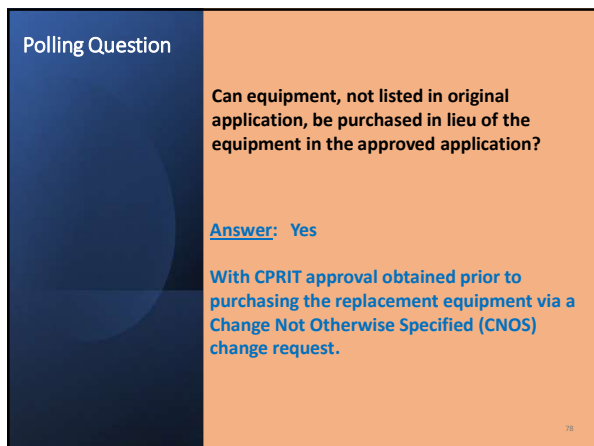 Polling Question
Can equipment, not listed in original
application, be purchased in lieu of the
equipment in the approved application?
Answer: Yes
With CPRIT approval obtained prior to
purchasing the replacement equipment via a
Change Not Otherwise Specified (CNOS)
change request.
78